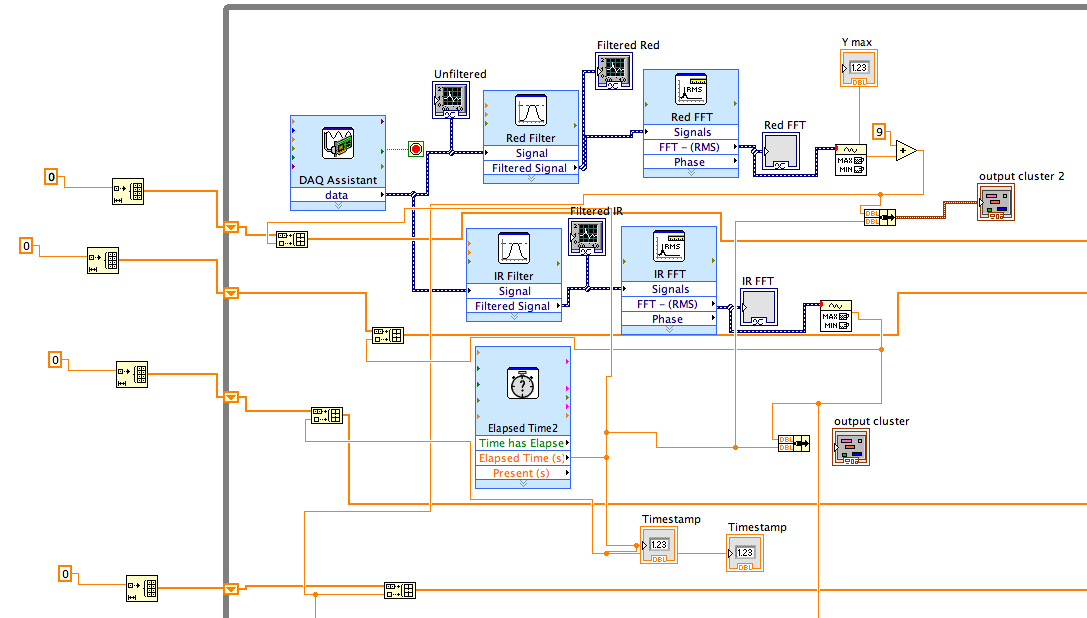 Filtered Red
Y max
1.23
DBL
Unfiltered
RMS
Red FFT
Signals
FFT - (RMS)
Phase
Red FFT
MAX
MIN
9
+
Red Filter
Signal
Filtered Signal
DAQ Assistant
data
output cluster 2
DBL
DBL
0
Filtered IR
0
IR Filter
Signal
Filtered Signal
RMS
IR FFT
Signals
FFT - (RMS)
Phase
IR FFT
MAX
MIN
0
?
Elapsed Time2
Time has Elapse
Elapsed Time (s)
Present (s)
output cluster
DBL
DBL
Timestamp
1.23
DBL
Timestamp
1.23
DBL
0